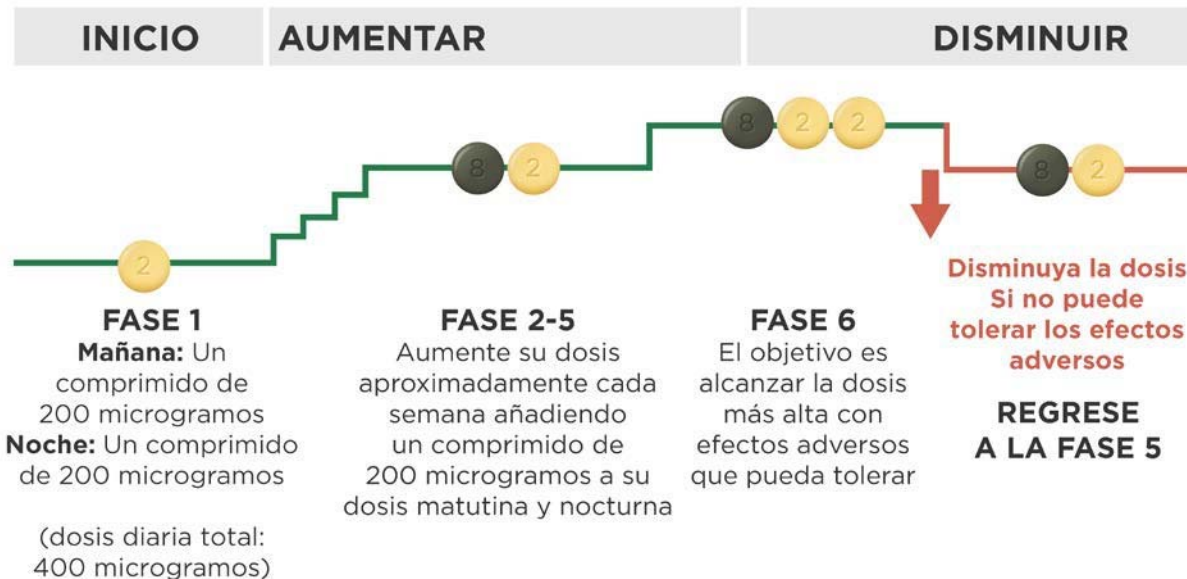 INICIO
AUMENTAR
DISMINUIR
2
8 2
8 2 2
8 2
FASE 1
Mañana: Un
comprimido de
200 microgramos
Noche: Un comprimido
de 200 microgramos
(dosis diaria total:
400 microgramos)
FASE 2-5
Aumente su dosis
aproximadamente cada
semana añadiendo
un comprimido de
200 microgramos a su
dosis matutina y nocturna
FASE 6
El objetivo es
alcanzar la dosis
más alta con
efectos adversos
que pueda tolerar
Disminuya la dosis
Si no puede
tolerar los efectos
adversos
REGRESE
A LA FASE 5